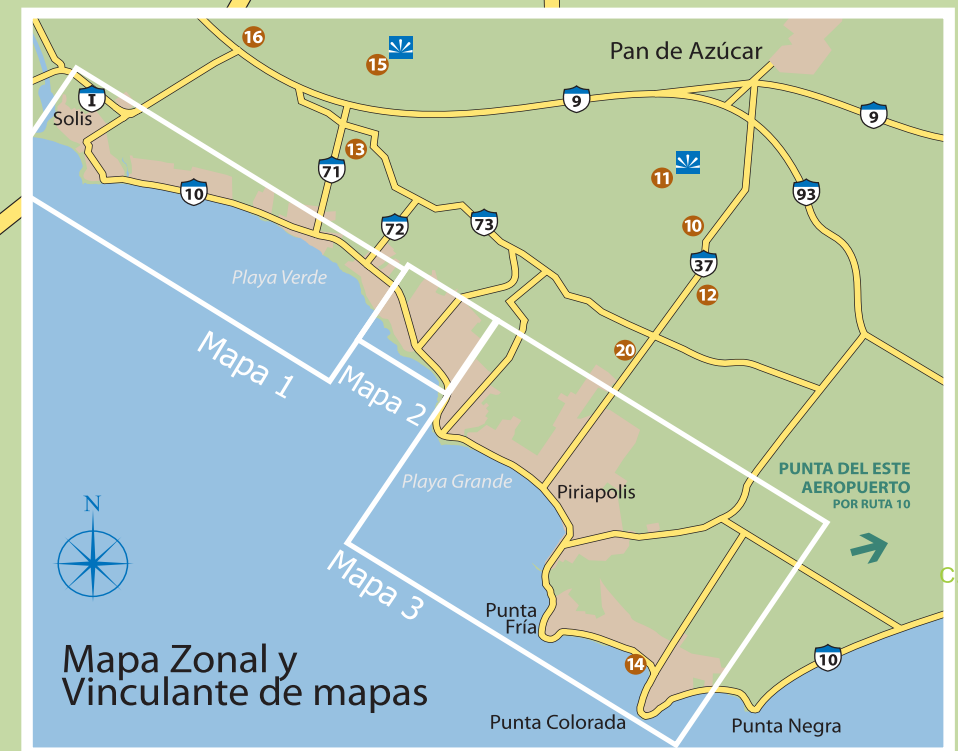 16
15
Pan de Azúcar
I
Solis
9
9
13
71
11
10
93
72
73
10
37
12
Playa Verde
Mapa 1
Mapa 2
20
Playa Grande
Piriapolis
PUNTA DEL ESTE
AEROPUERTO
POR RUTA 10
N
Mapa 3
C
Punta
Fría
14
10
Mapa Zonal y
Vinculante de mapas
Punta Colorada
Punta Negra